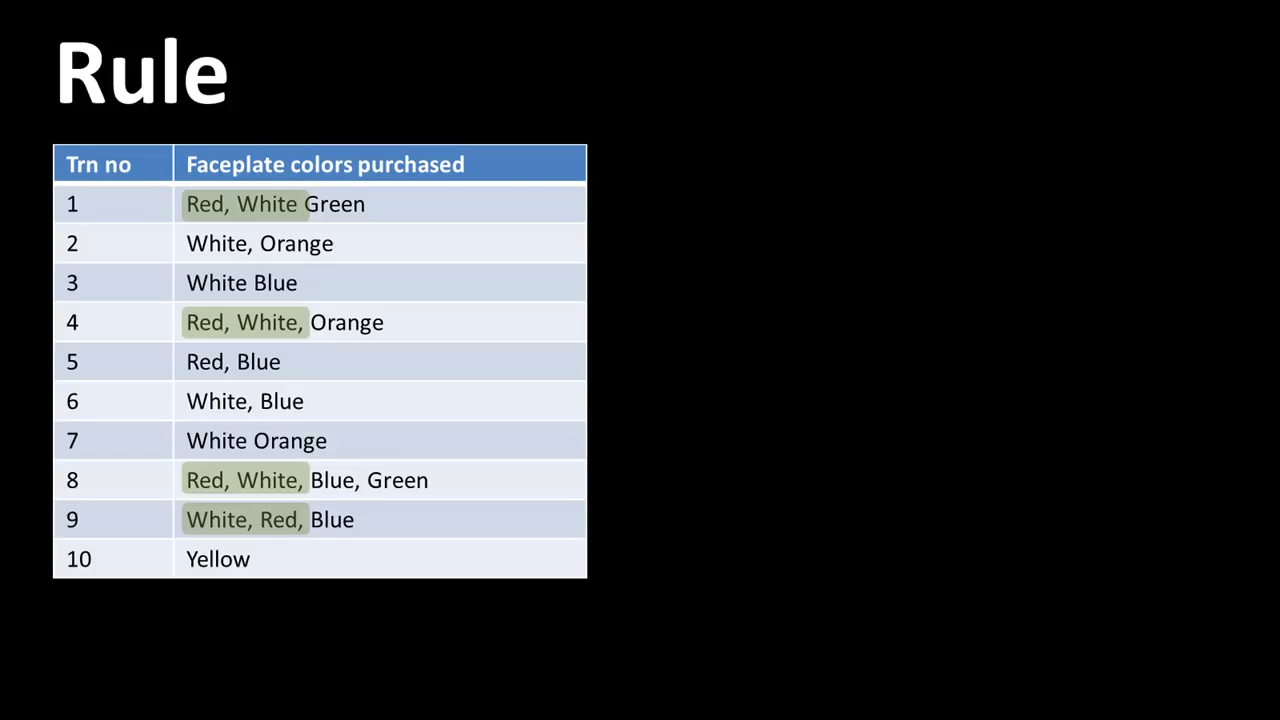 Rule
Trn no Faceplate colors purchased
1 Red, White Green
2 White, Orange
3 White Blue
4 Red, White, Orange
5 Red, Blue
6 White, Blue
7 White Orange
8 Red, White, Blue, Green
9 White, Red, Blue
10 Yellow